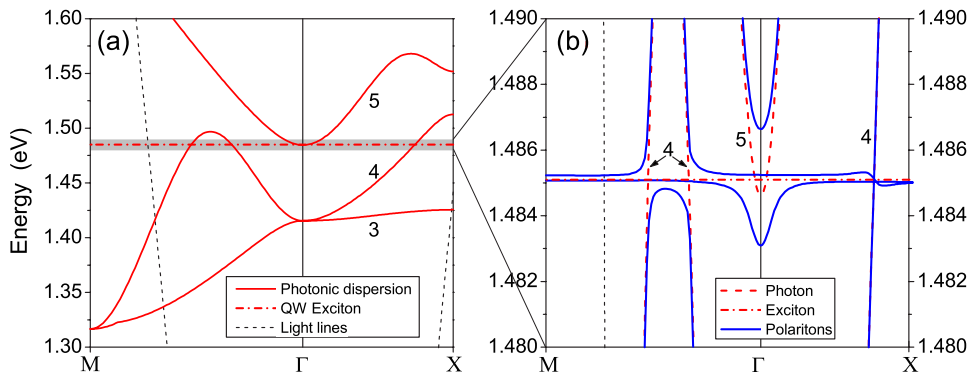 (a)
1.60
1.55
1.50
1.45
1.40
1.35
1.30
Energy (eV)
5
4
3
Photonic dispersion
QW Exciton
Light lines
M
Γ
X
(b)
1.490
1.488
1.486
1.484
1.482
1.480
4
5
4
Photon
Exciton
Polaritons
1.490
1.488
1.486
1.484
1.482
1.480
M
Γ
X